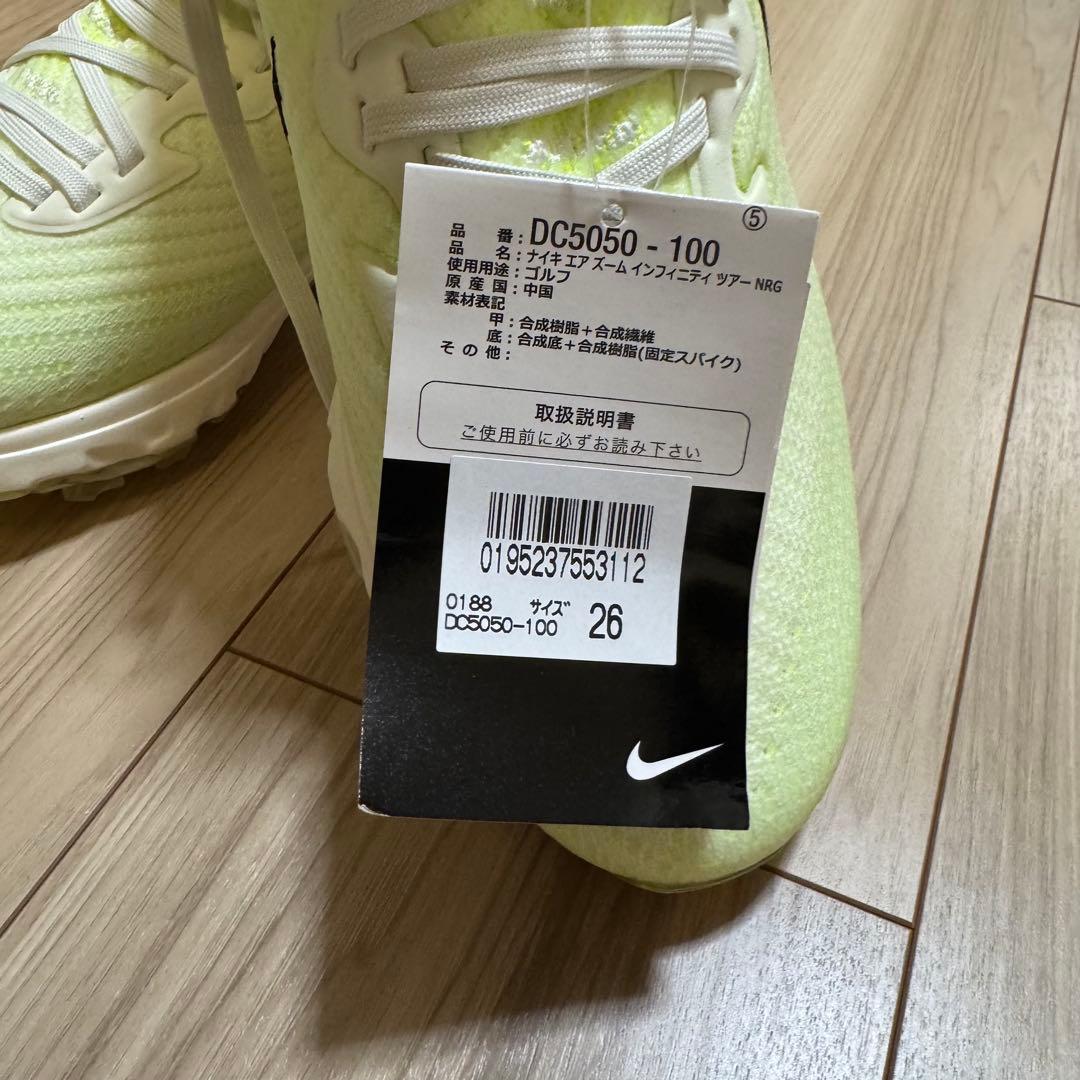 ⑤
品番：DC5050 - 100
品名：ナイキ エア ズーム インフィニティ ツアー NRG
使用用途：ゴルフ
原産国：中国
素材表記
甲：合成樹脂＋合成繊維
底：合成底＋合成樹脂(固定スパイク)
その他：
取扱説明書
ご使用前に必ずお読み下さい
0195237553112
0188 サイズ 26
DC5050-100